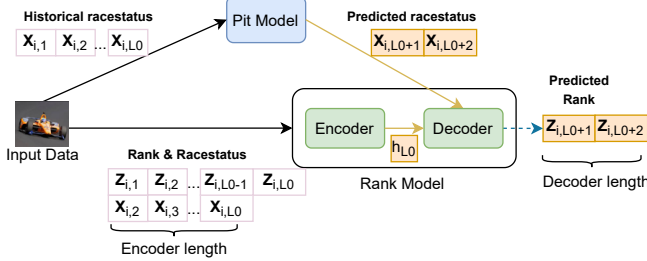 Historical racestatus
X_{i,1} X_{i,2} ... X_{i,L0}
Pit Model
Predicted racestatus
X_{i,L0+1} X_{i,L0+2}
Input Data
Encoder
h_{L0}
Decoder
Rank Model
Predicted
Rank
Z_{i,L0+1} Z_{i,L0+2}
Decoder length
Rank & Racestatus
Z_{i,1} Z_{i,2} ... Z_{i,L0-1} Z_{i,L0}
X_{i,2} X_{i,3} ... X_{i,L0}
Encoder length